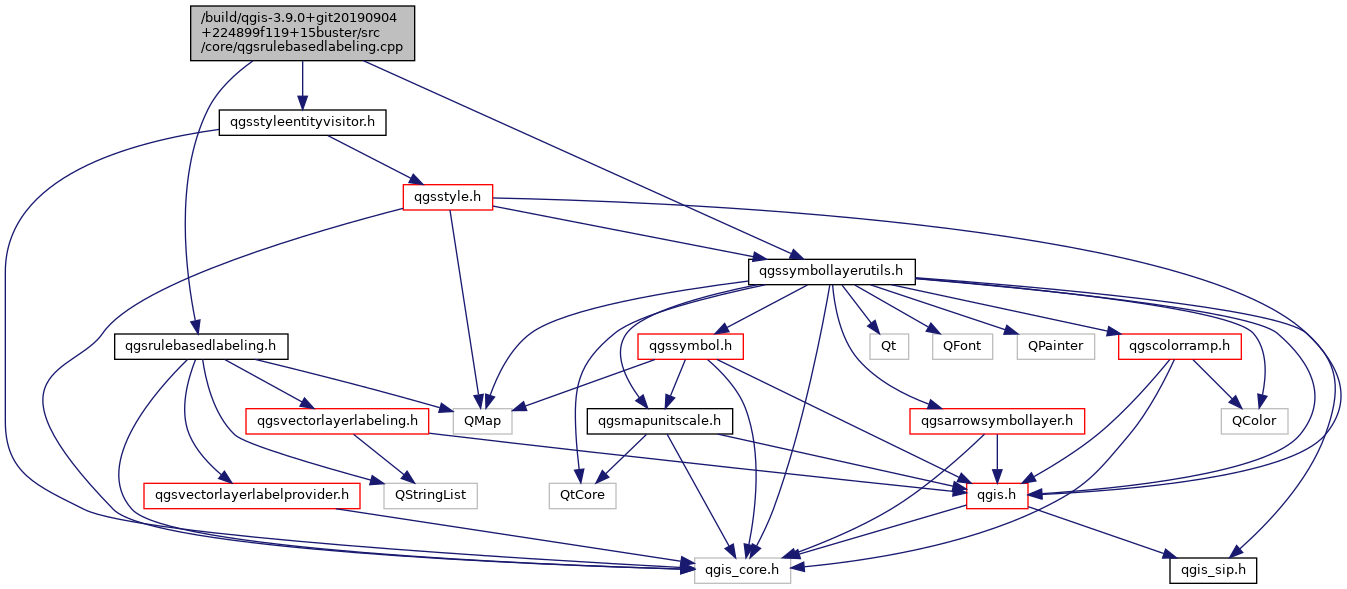 /build/qgis-3.9.0+git20190904
+224899f119+15buster/src
/core/qgsrulebasedlabeling.cpp
qgsstyleentityvisitor.h
qgsstyle.h
qgssymbollayerutils.h
qgsrulebasedlabeling.h
qgssymbol.h
Qt
QFont
QPainter
qgscolorramp.h
qgsvectorlayerlabeling.h
QMap
qgsmapunitscale.h
qgsarrowsymbollayer.h
QColor
qgsvectorlayerlabelprovider.h
QStringList
QtCore
qgis.h
qgis_core.h
qgis_sip.h